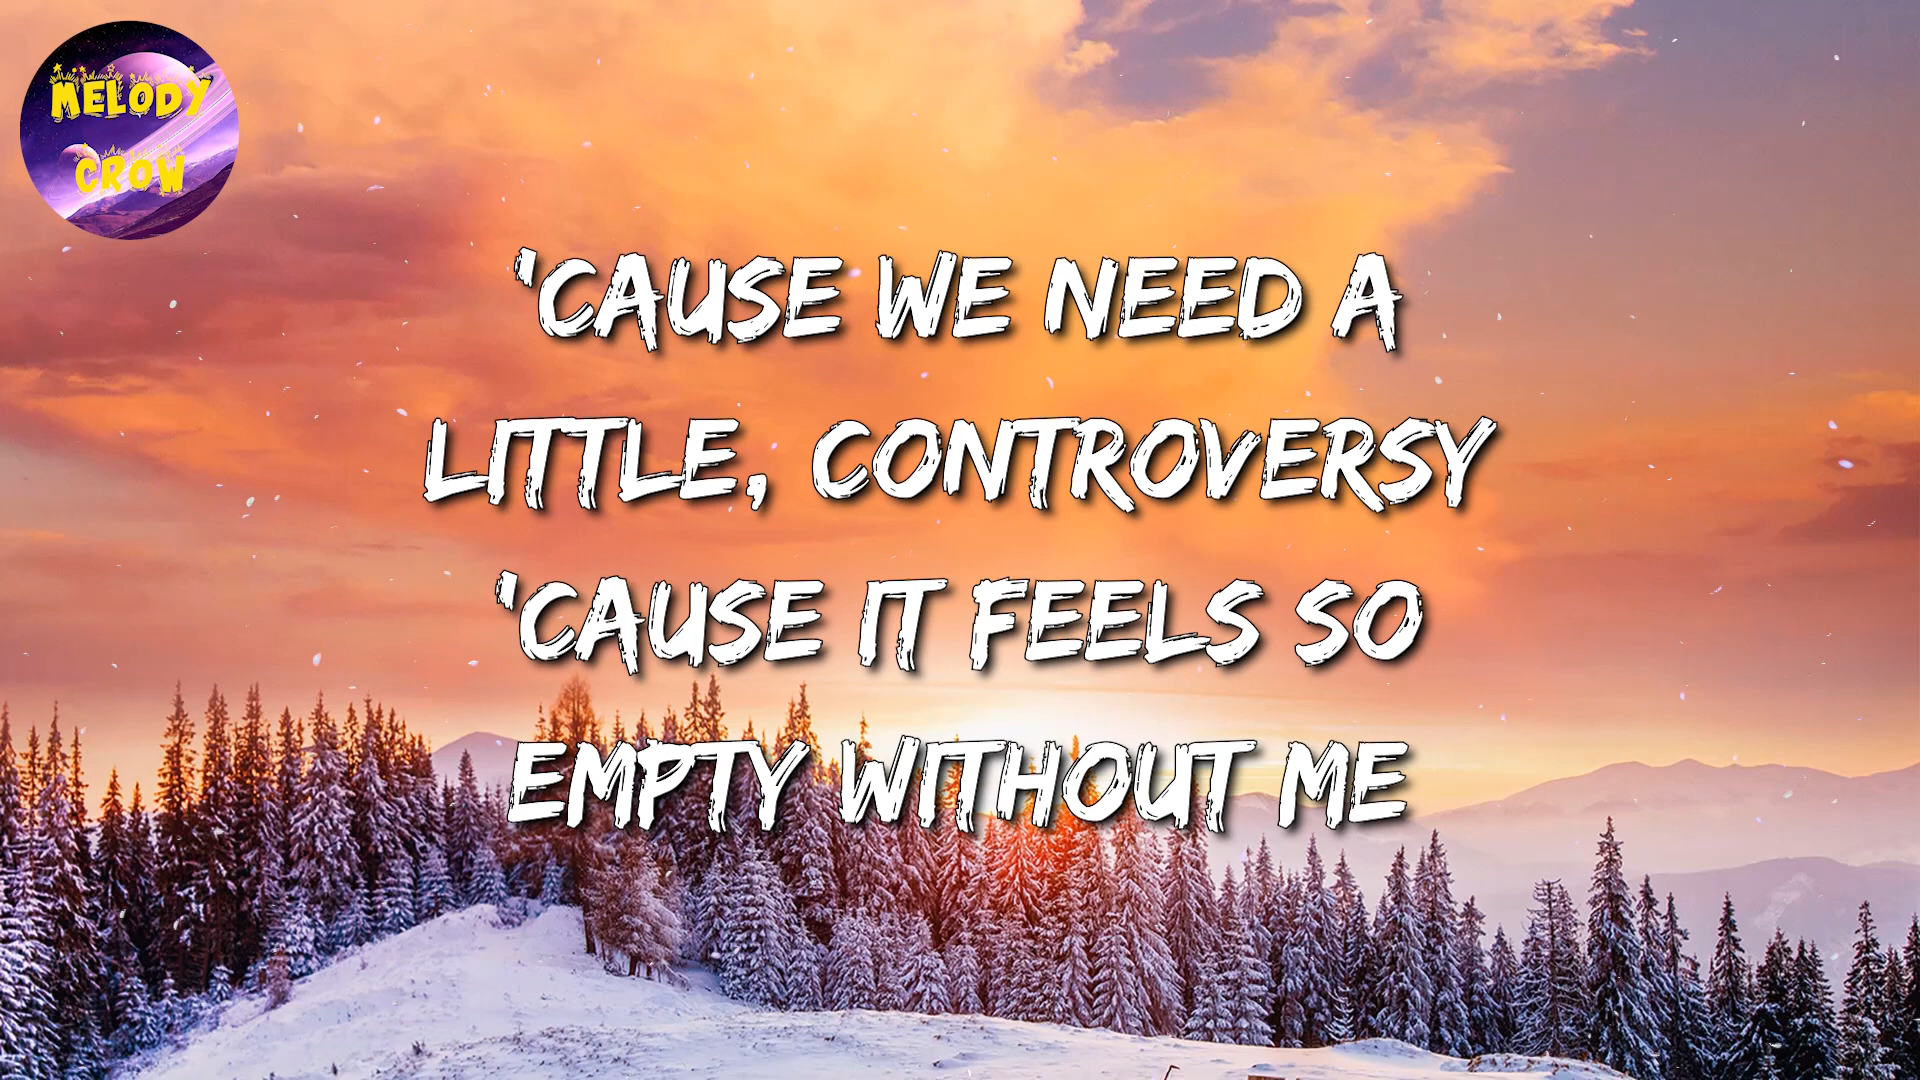 MELODY
CROW
'CAUSE WE NEED A
LITTLE, CONTROVERSY
'CAUSE IT FEELS SO
EMPTY WITHOUT ME